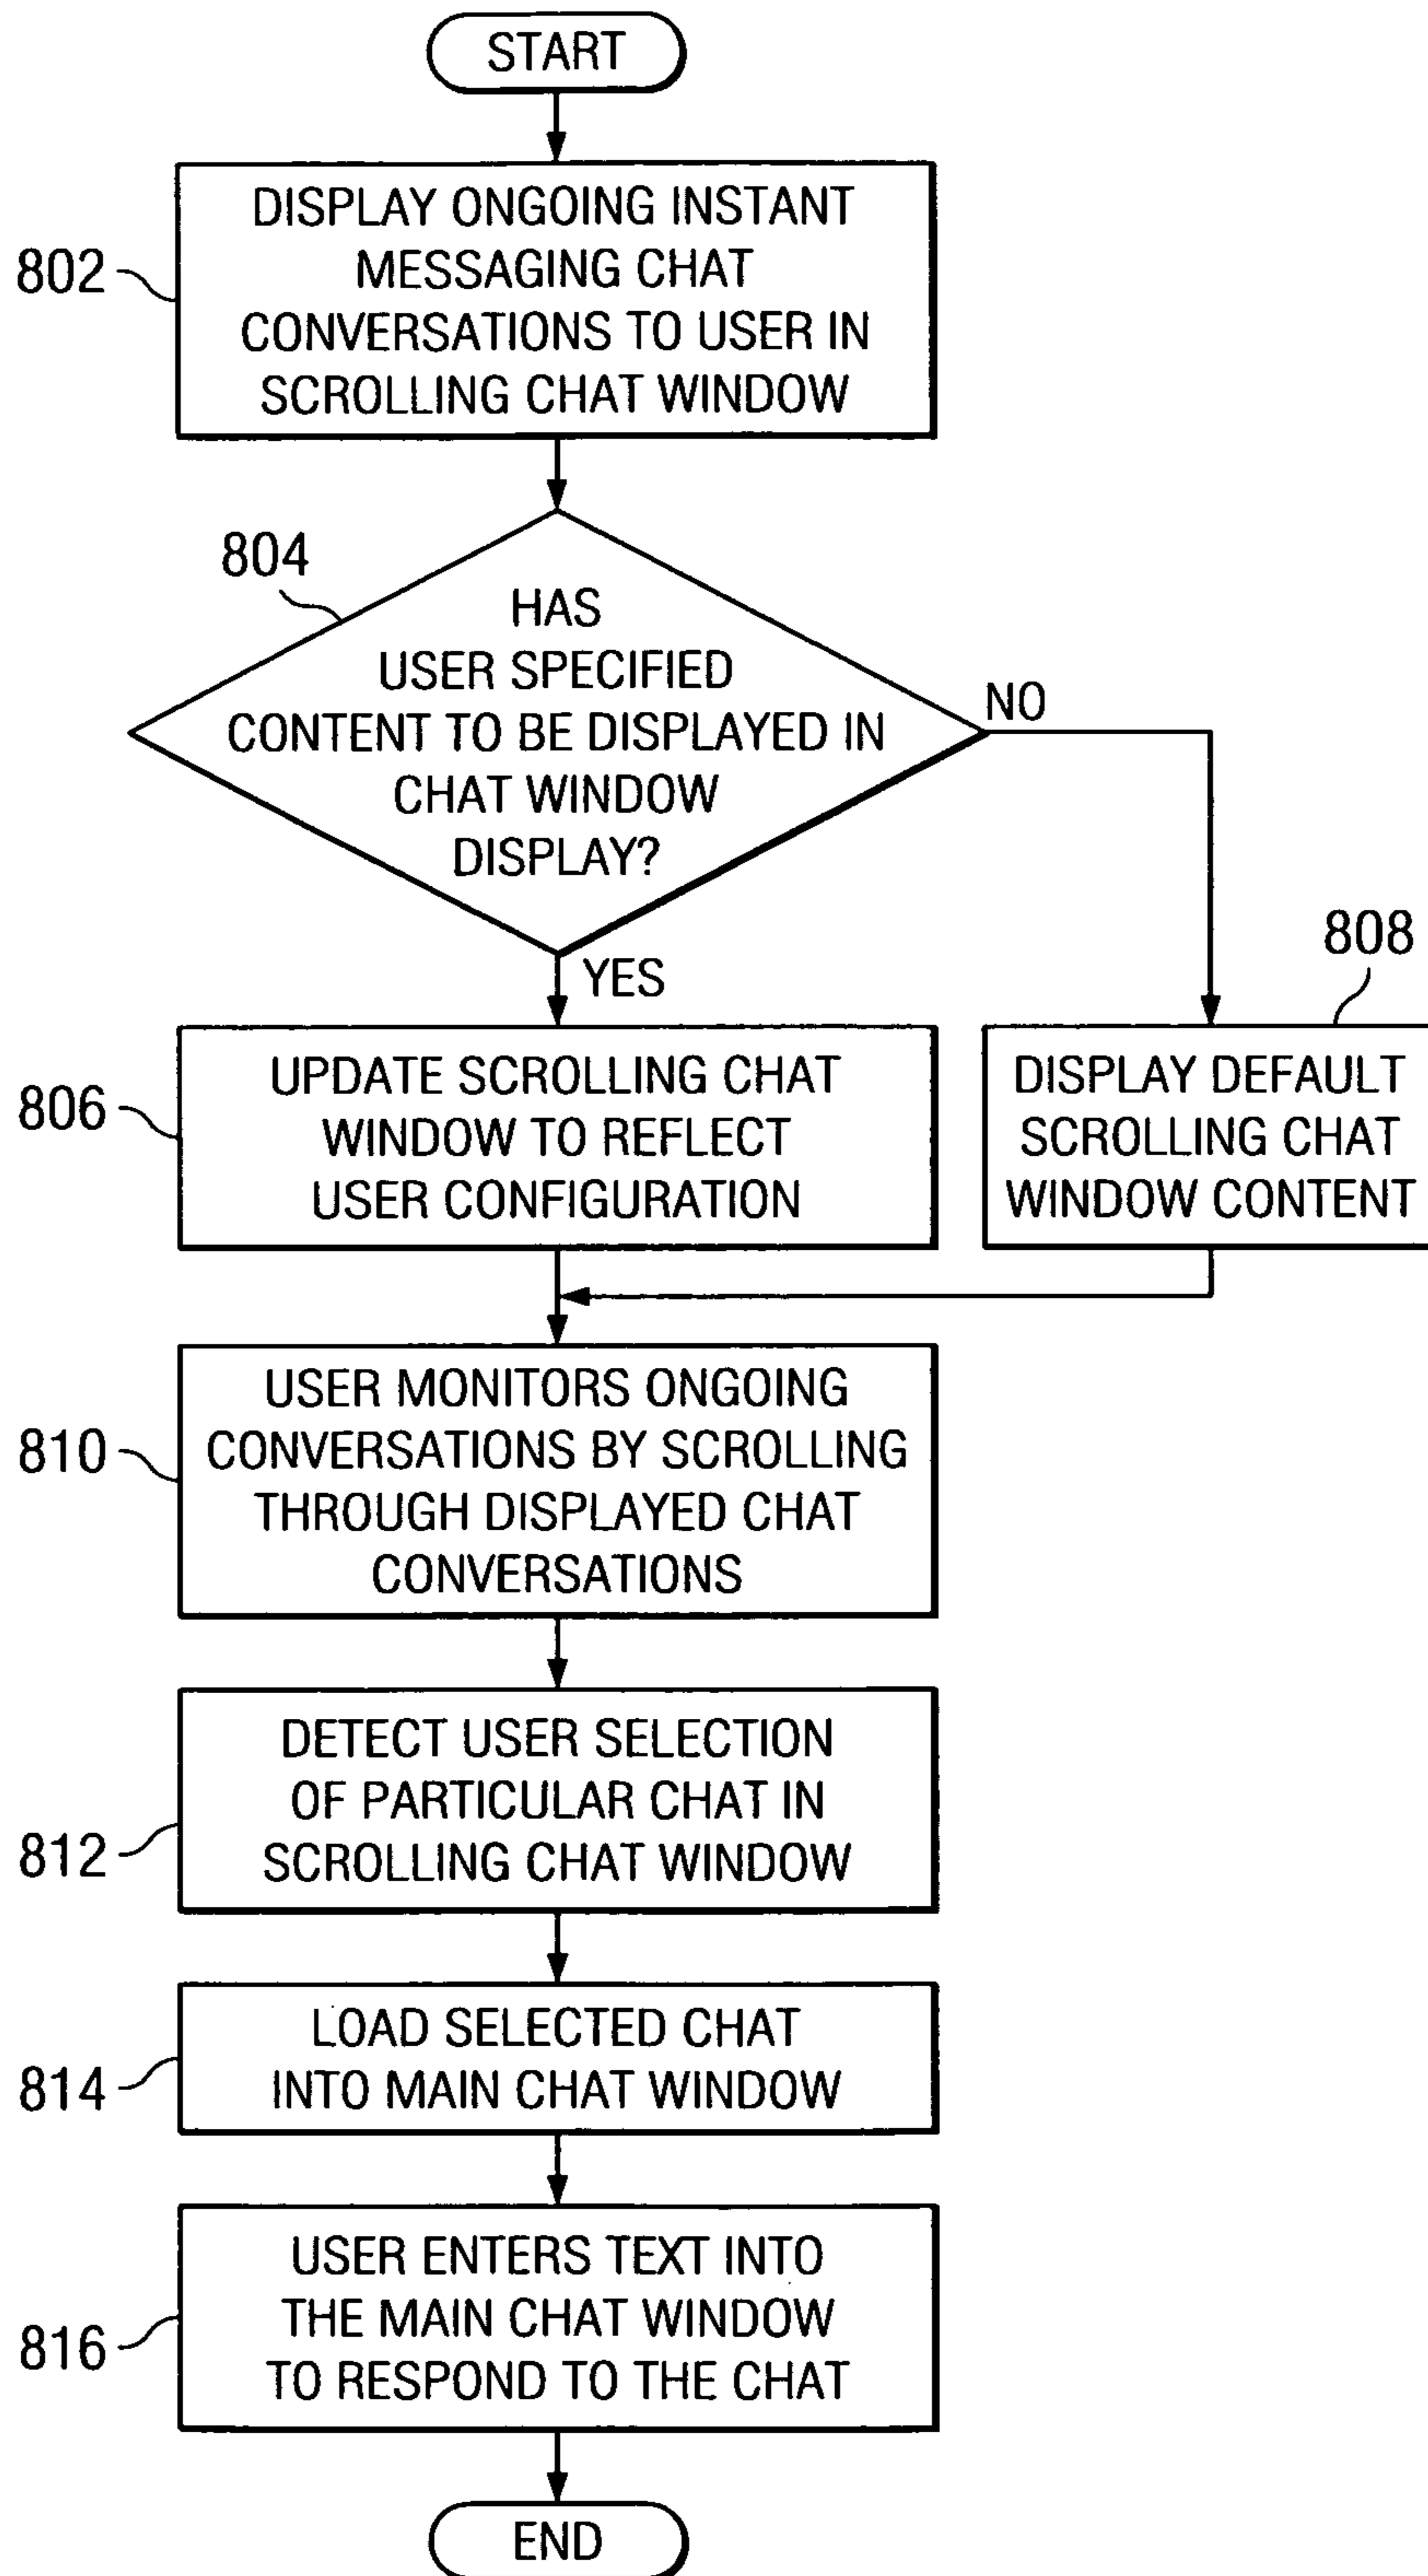 START
802
DISPLAY ONGOING INSTANT
MESSAGING CHAT
CONVERSATIONS TO USER IN
SCROLLING CHAT WINDOW
804
HAS
USER SPECIFIED
CONTENT TO BE DISPLAYED IN
CHAT WINDOW
DISPLAY?
NO
YES
806
UPDATE SCROLLING CHAT
WINDOW TO REFLECT
USER CONFIGURATION
808
DISPLAY DEFAULT
SCROLLING CHAT
WINDOW CONTENT
810
USER MONITORS ONGOING
CONVERSATIONS BY SCROLLING
THROUGH DISPLAYED CHAT
CONVERSATIONS
812
DETECT USER SELECTION
OF PARTICULAR CHAT IN
SCROLLING CHAT WINDOW
814
LOAD SELECTED CHAT
INTO MAIN CHAT WINDOW
816
USER ENTERS TEXT INTO
THE MAIN CHAT WINDOW
TO RESPOND TO THE CHAT
END